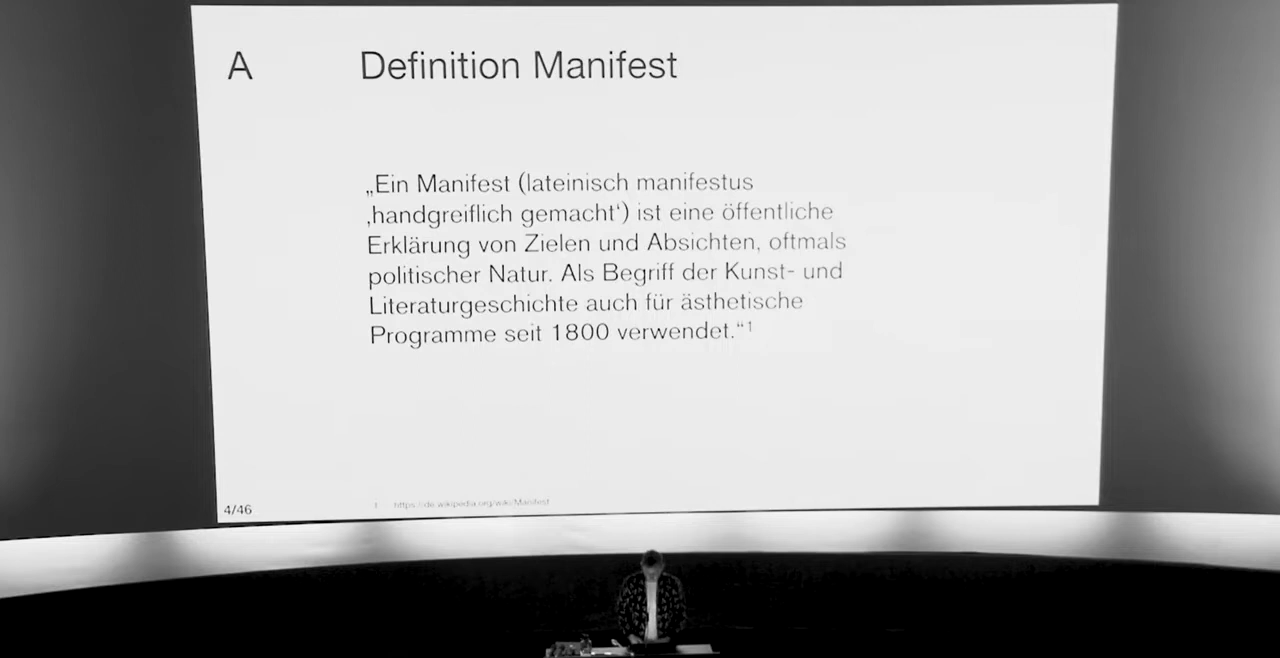 A
Definition Manifest
„Ein Manifest (lateinisch manifestus
‚handgreiflich gemacht‘) ist eine öffentliche
Erklärung von Zielen und Absichten, oftmals
politischer Natur. Als Begriff der Kunst- und
Literaturgeschichte auch für ästhetische
Programme seit 1800 verwendet.“¹
4/46
1 https://de.wikipedia.org/wiki/Manifest